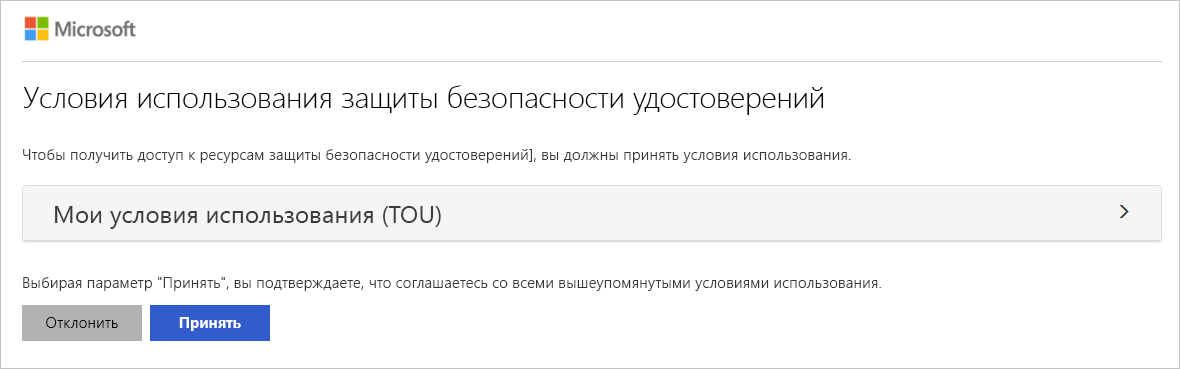 Microsoft
Условия использования защиты безопасности удостоверений
Чтобы получить доступ к ресурсам защиты безопасности удостоверений], вы должны принять условия использования.
Мои условия использования (TOU)
Выбирая параметр "Принять", вы подтверждаете, что соглашаетесь со всеми вышеупомянутыми условиями использования.
Отклонить Принять